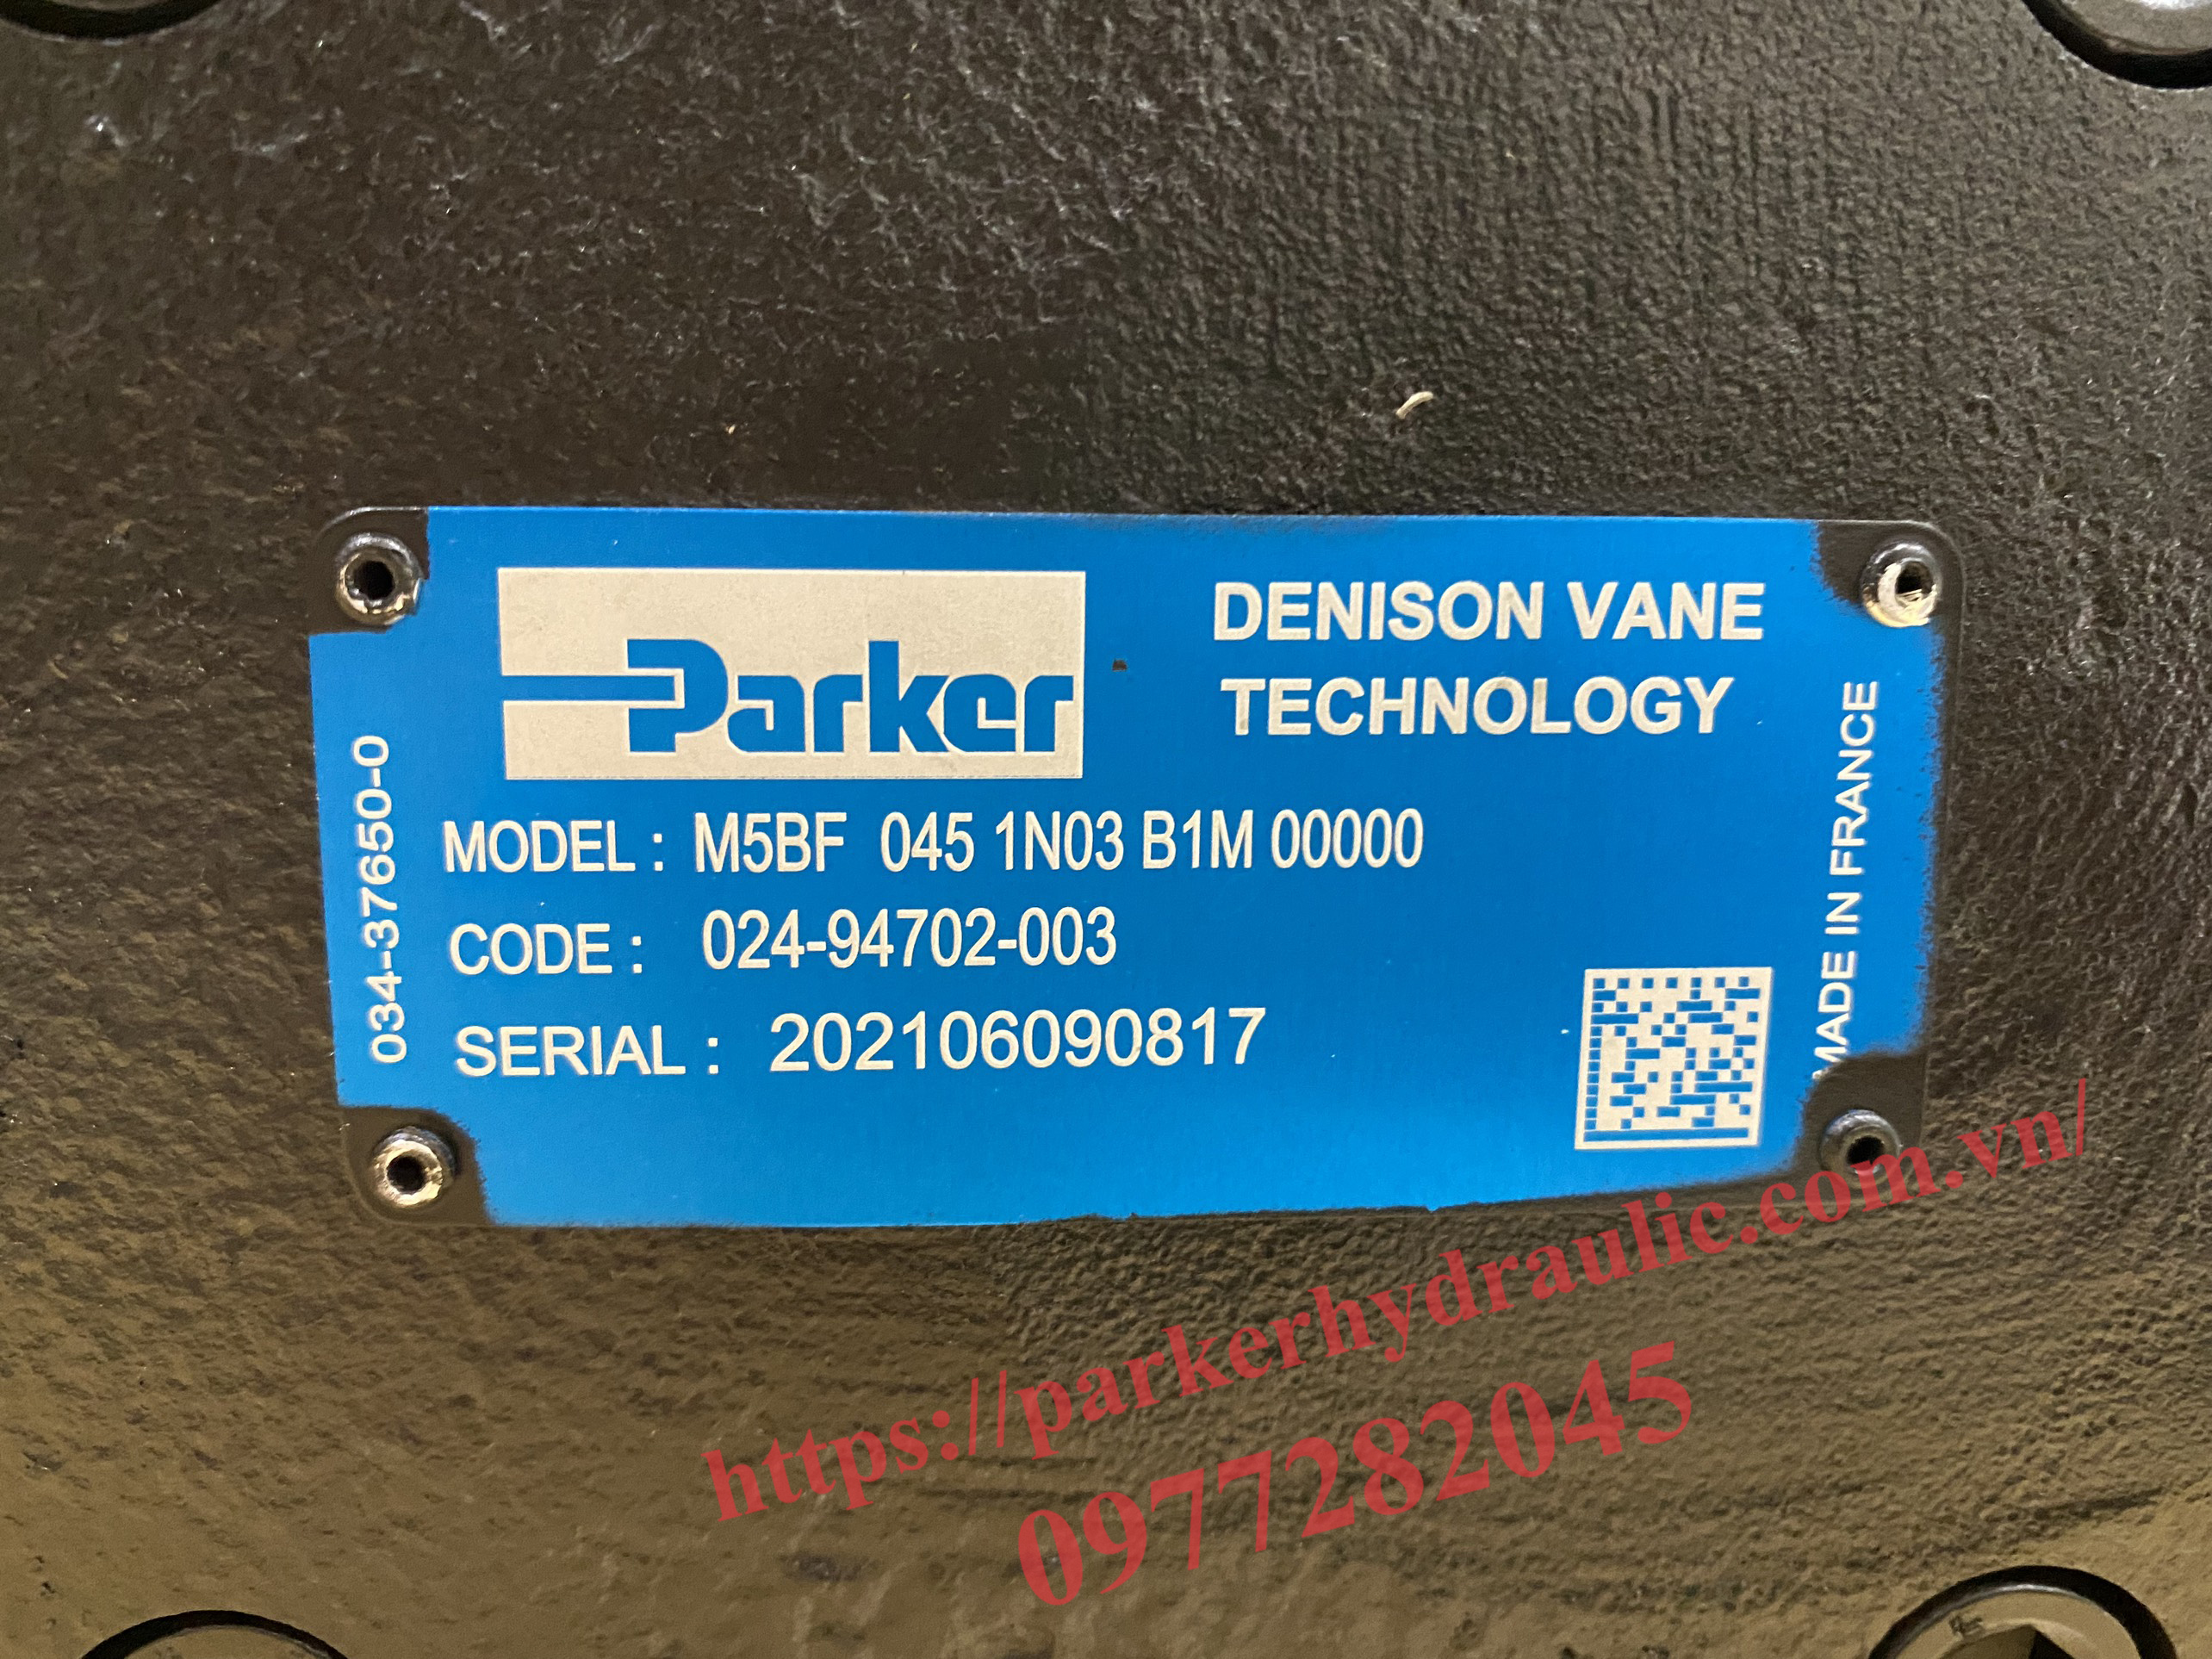 Parker
DENISON VANE
TECHNOLOGY
034-37650-0
MODEL : M5BF 045 1N03 B1M 00000
CODE : 024-94702-003
SERIAL : 202106090817
MADE IN FRANCE
https://parkerhydraulic.com.vn/
0977282045